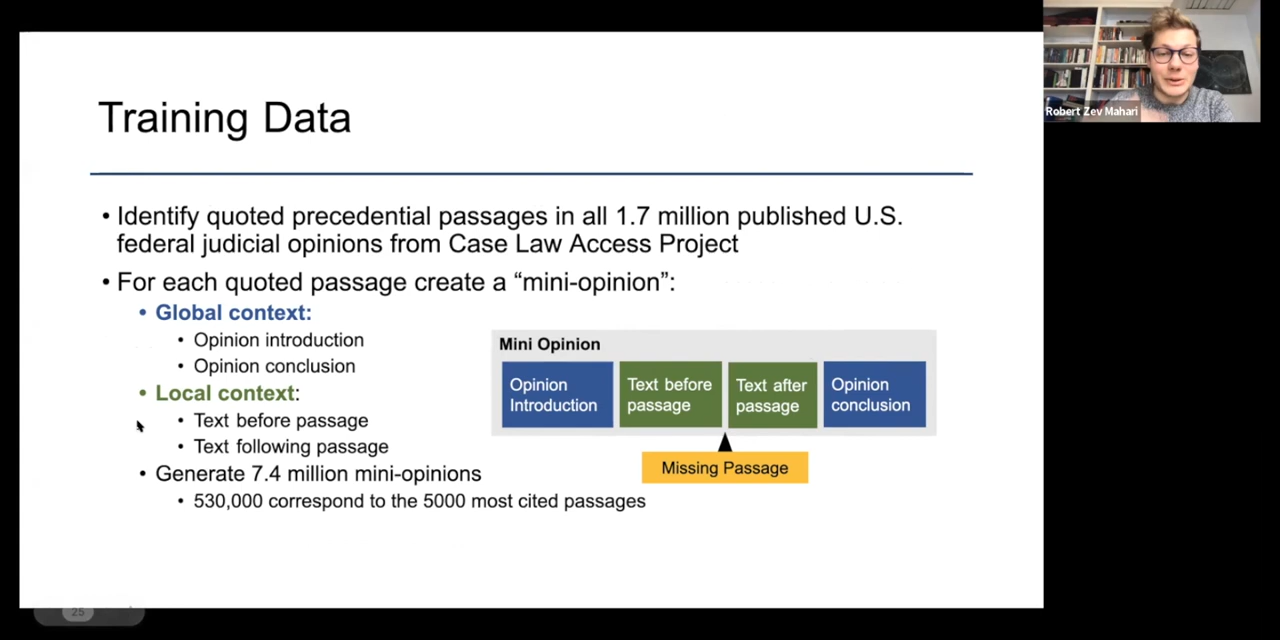 Training Data
• Identify quoted precedential passages in all 1.7 million published U.S.
federal judicial opinions from Case Law Access Project
• For each quoted passage create a “mini-opinion”:
• Global context:
• Opinion introduction
• Opinion conclusion
• Local context:
• Text before passage
• Text following passage
• Generate 7.4 million mini-opinions
• 530,000 correspond to the 5000 most cited passages
Mini Opinion
Opinion
Introduction
Text before
passage
Text after
passage
Opinion
conclusion
Missing Passage
Robert Zev Mahari
25